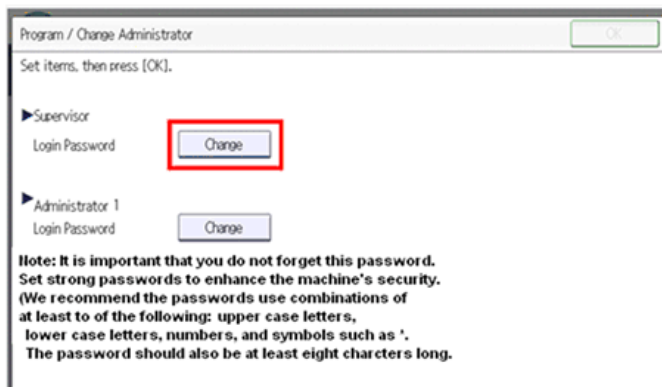 Program / Change Administrator
OK
Set items, then press [OK].
▶Supervisor
Login Password
Change
▶Administrator 1
Login Password
Change
Note: It is important that you do not forget this password.
Set strong passwords to enhance the machine's security.
(We recommend the passwords use combinations of
at least to of the following: upper case letters,
lower case letters, numbers, and symbols such as '.
The password should also be at least eight charcters long.